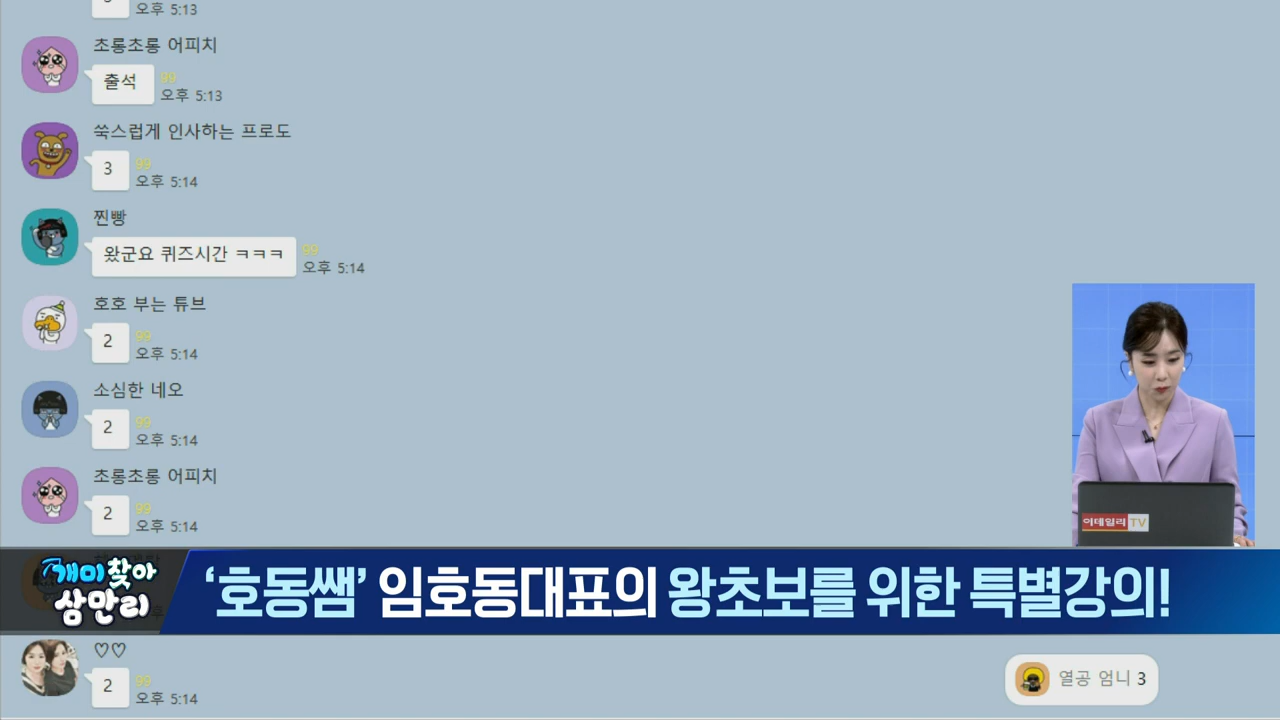 오후 5:13
초롱초롱 어피치
출석
99
오후 5:13
쑥스럽게 인사하는 프로도
3
99
오후 5:14
찐빵
왔군요 퀴즈시간 ㅋㅋㅋ
99
오후 5:14
호호 부는 튜브
2
99
오후 5:14
소심한 네오
2
99
오후 5:14
초롱초롱 어피치
2
99
오후 5:14
이데일리 TV
개미찾아
삼만리
‘호동쌤’ 임호동대표의 왕초보를 위한 특별강의!
♡♡
2
99
오후 5:14
열공 엄니 3